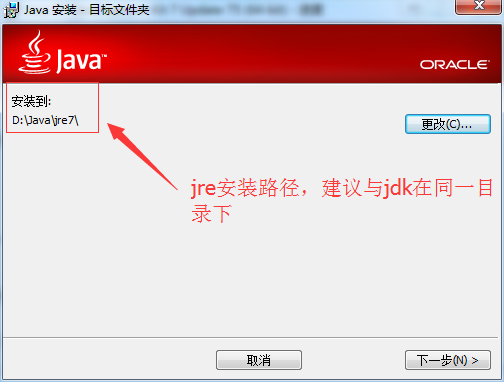 Java 安装 - 目标文件夹
Java™
ORACLE®
安装到:
D:\Java\jre7\
更改(C)...
jre安装路径，建议与jdk在同一目
录下
取消
下一步(N) >